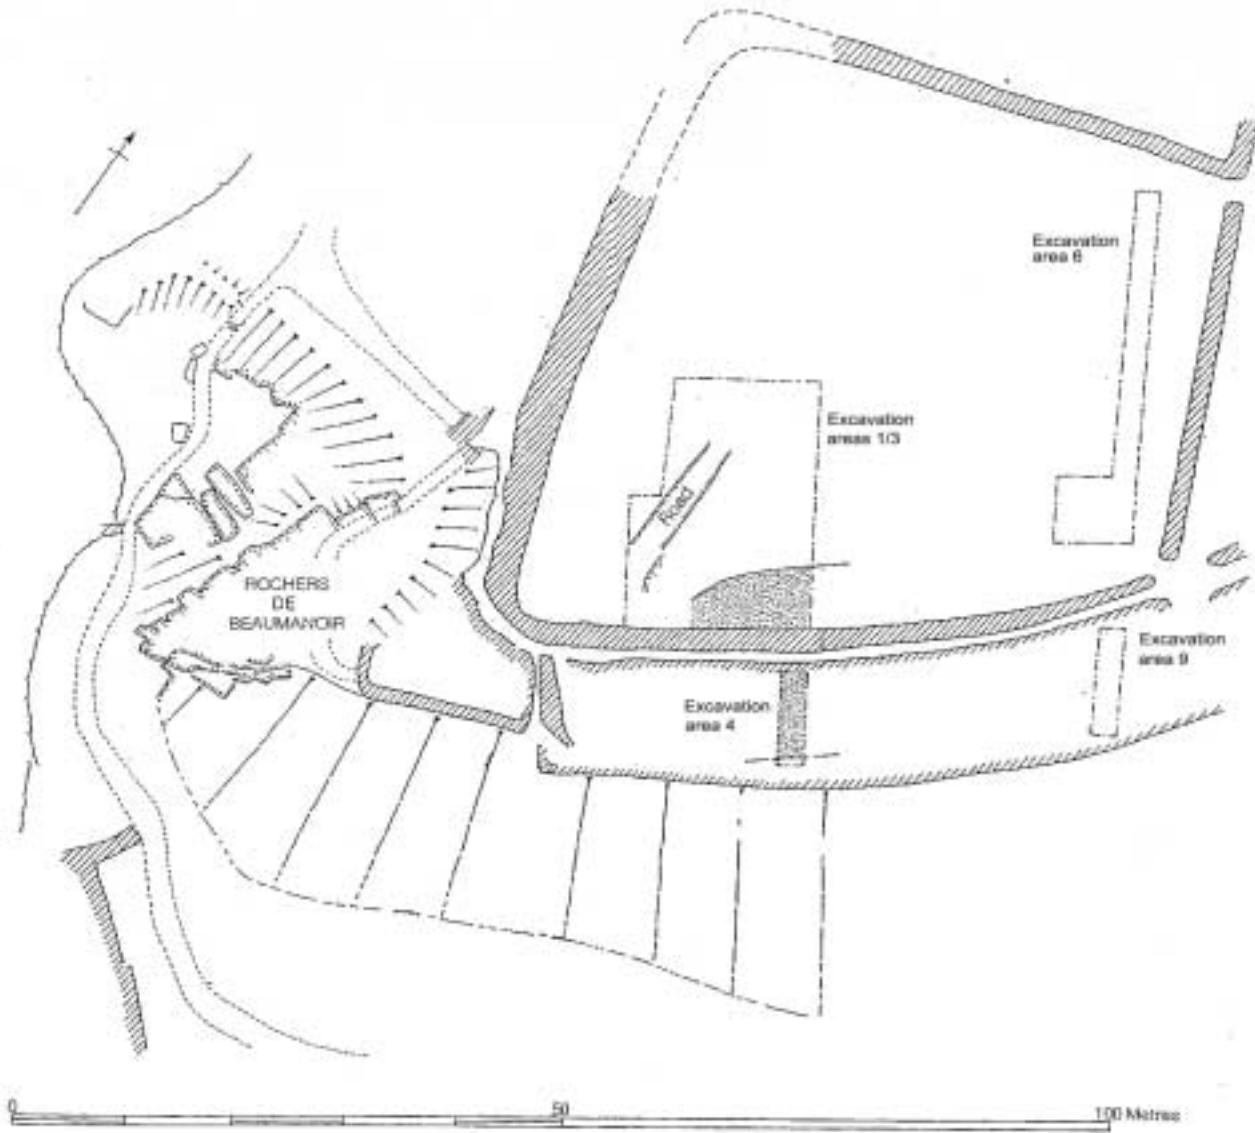 Excavation
area 6
Excavation
areas 1/3
Road
ROCHERS
DE
BEAUMANOIR
Excavation
area 9
Excavation
area 4
0 50 100 Metres